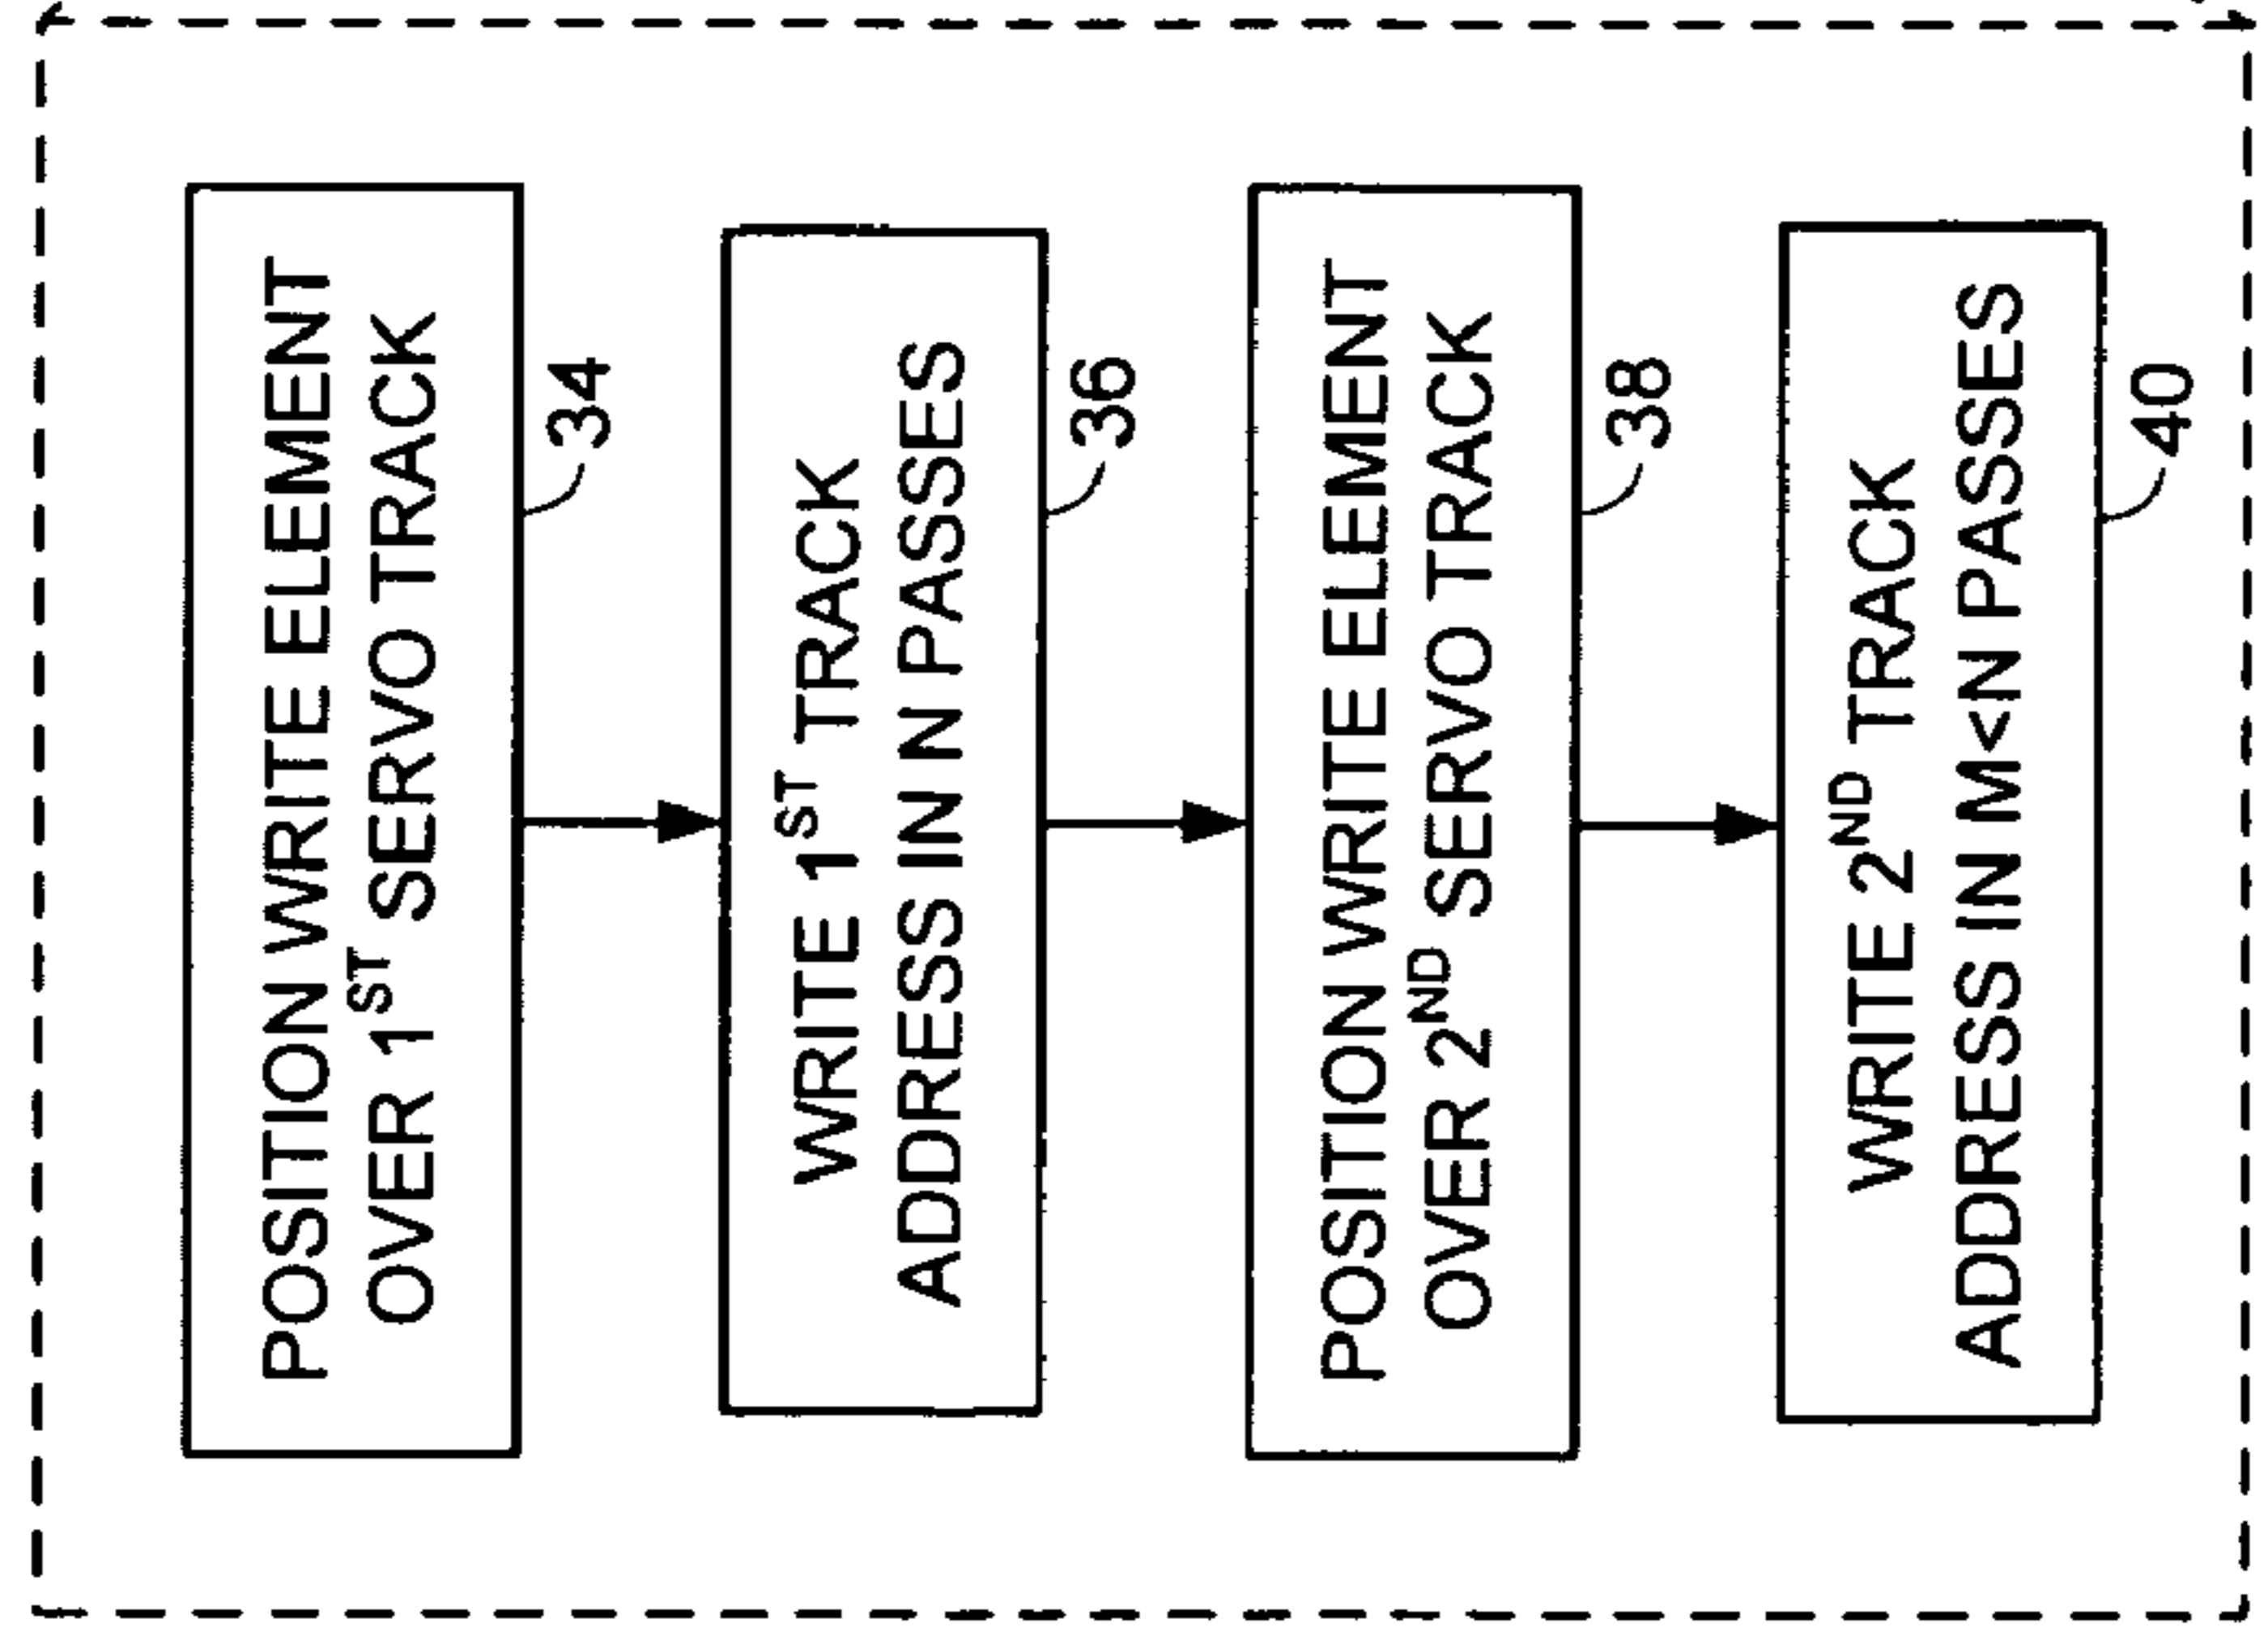 POSITION WRITE ELEMENT
OVER 1ST SERVO TRACK
34
WRITE 1ST TRACK
ADDRESS IN N PASSES
36
POSITION WRITE ELEMENT
OVER 2ND SERVO TRACK
38
WRITE 2ND TRACK
ADDRESS IN M<N PASSES
40